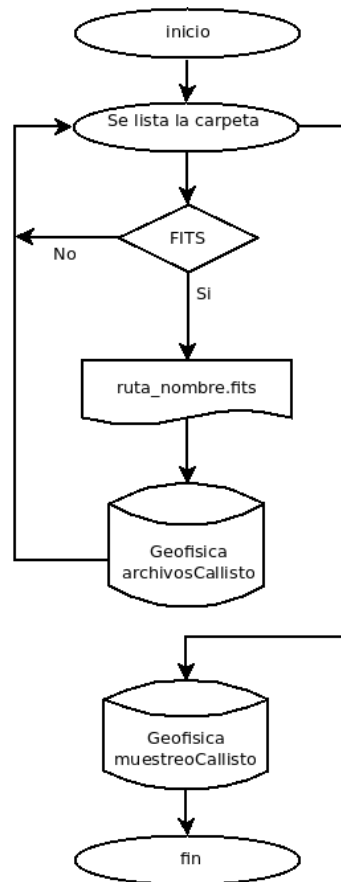 inicio
Se lista la carpeta
FITS
No
Si
ruta_nombre.fits
Geofisica
archivosCallisto
Geofisica
muestreoCallisto
fin